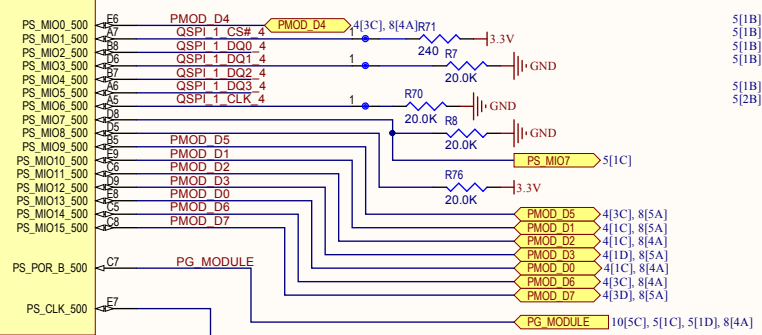 PS_MIO0_500 E6 PMOD_D4 PMOD_D4 4[3C], 8[4A] R71 5[1B]
PS_MIO1_500 A7 QSPI_1_CS#_4 1 240 3.3V 5[1B]
PS_MIO2_500 B8 QSPI_1_DQ0_4 R7 5[1B]
PS_MIO3_500 D6 QSPI_1_DQ1_4 1 20.0K GND 5[1B]
PS_MIO4_500 B7 QSPI_1_DQ2_4
PS_MIO5_500 A6 QSPI_1_DQ3_4 R70 5[1B]
PS_MIO6_500 A5 QSPI_1_CLK_4 1 20.0K GND 5[2B]
PS_MIO7_500 D8 R8
PS_MIO8_500 D5 20.0K GND
PS_MIO9_500 B5 PMOD_D5
PS_MIO10_500 E9 PMOD_D1 PS_MIO7 5[1C]
PS_MIO11_500 C6 PMOD_D2 R76
PS_MIO12_500 D9 PMOD_D3 20.0K 3.3V
PS_MIO13_500 E8 PMOD_D0
PS_MIO14_500 C5 PMOD_D6 PMOD_D5 4[3C], 8[5A]
PS_MIO15_500 C8 PMOD_D7 PMOD_D1 4[1C], 8[5A]
PMOD_D2 4[1C], 8[4A]
PMOD_D3 4[1D], 8[5A]
PS_POR_B_500 C7 PG_MODULE PMOD_D0 4[1C], 8[4A]
PMOD_D6 4[3C], 8[4A]
PMOD_D7 4[3D], 8[5A]
PS_CLK_500 E7
PG_MODULE 10[5C], 5[1C], 5[1D], 8[4A]